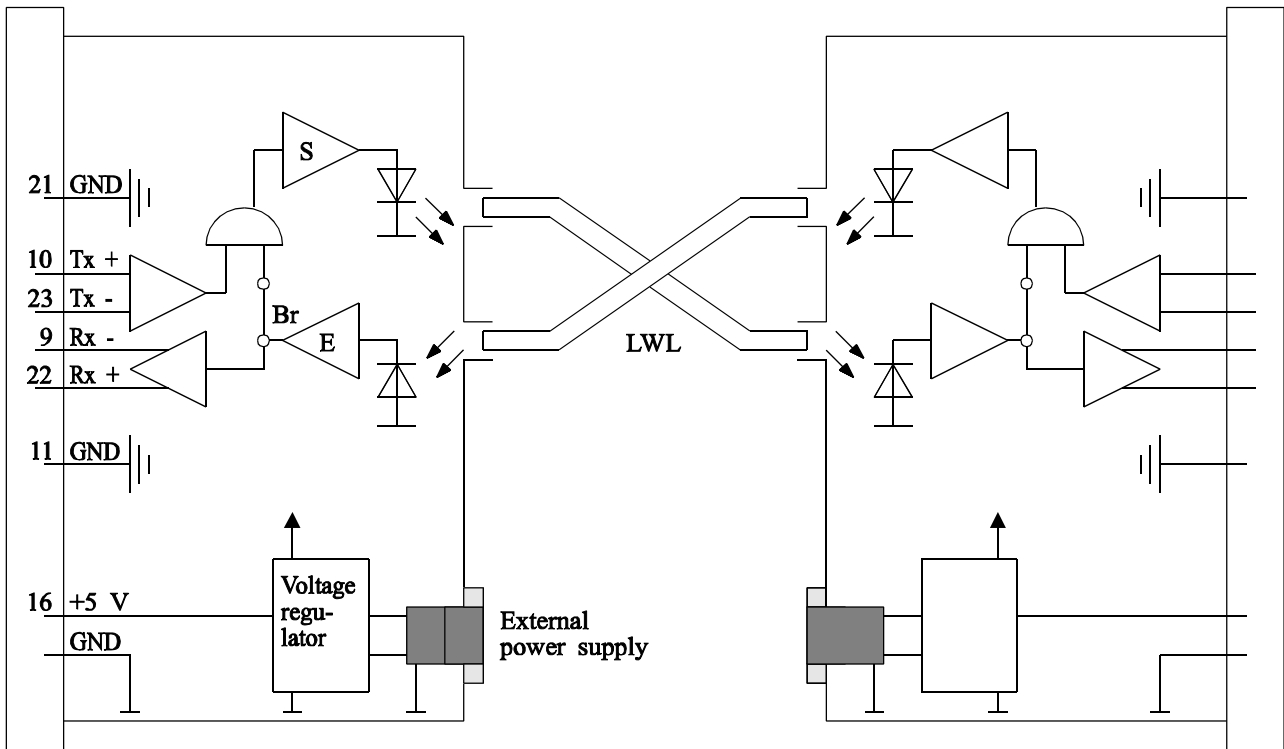 S
21 GND
10 Tx +
23 Tx -
Br
9 Rx -
E
LWL
22 Rx +
11 GND
Voltage
regu-
lator
16 +5 V
External
power supply
GND